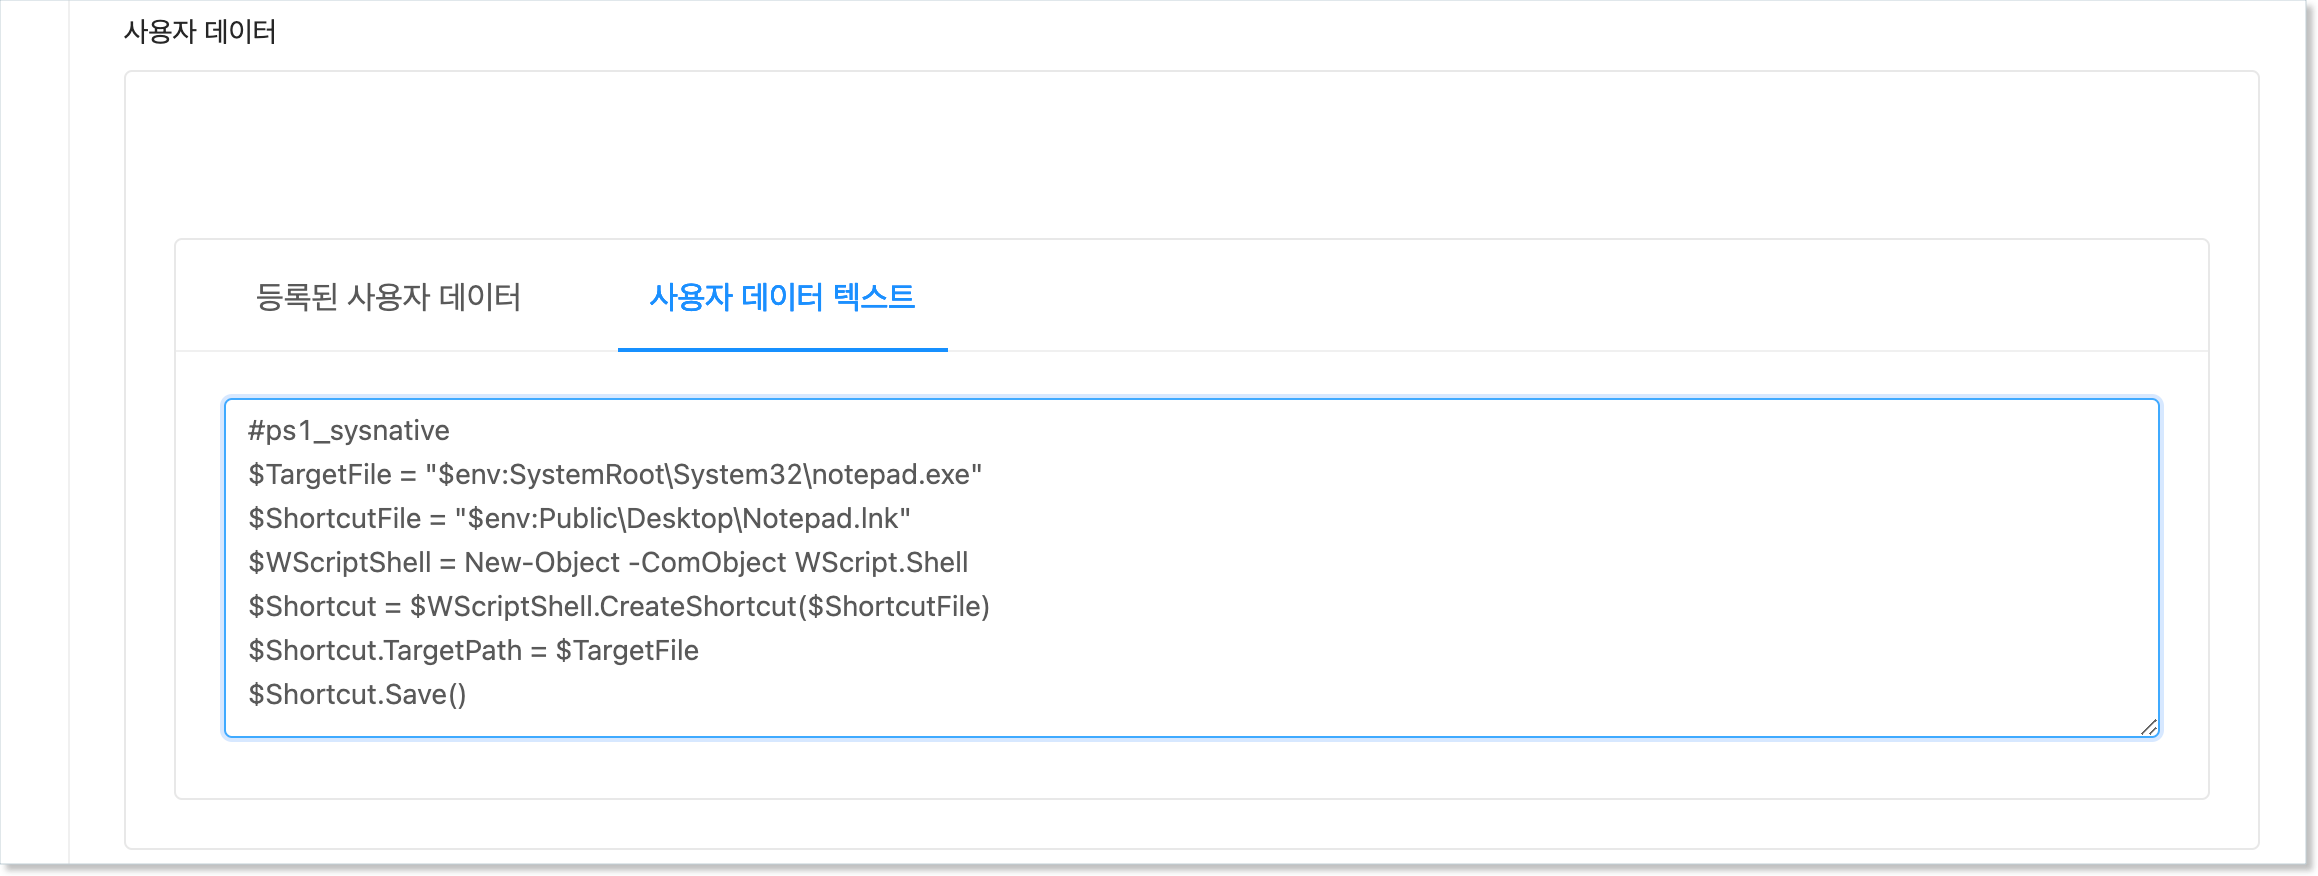 사용자 데이터
등록된 사용자 데이터
사용자 데이터 텍스트
#ps1_sysnative
$TargetFile = "$env:SystemRoot\System32\notepad.exe"
$ShortcutFile = "$env:Public\Desktop\Notepad.lnk"
$WScriptShell = New-Object -ComObject WScript.Shell
$Shortcut = $WScriptShell.CreateShortcut($ShortcutFile)
$Shortcut.TargetPath = $TargetFile
$Shortcut.Save()